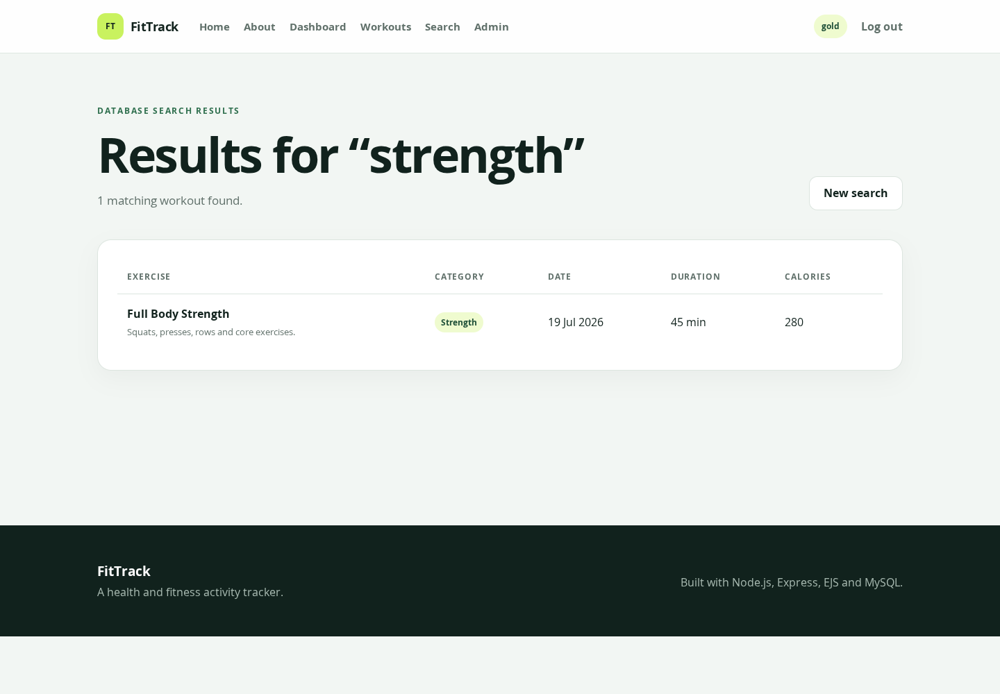 FT
FitTrack
Home
About
Dashboard
Workouts
Search
Admin
gold
Log out
DATABASE SEARCH RESULTS
Results for “strength”
1 matching workout found.
New search
EXERCISE
CATEGORY
DATE
DURATION
CALORIES
Full Body Strength
Squats, presses, rows and core exercises.
Strength
19 Jul 2026
45 min
280
FitTrack
A health and fitness activity tracker.
Built with Node.js, Express, EJS and MySQL.